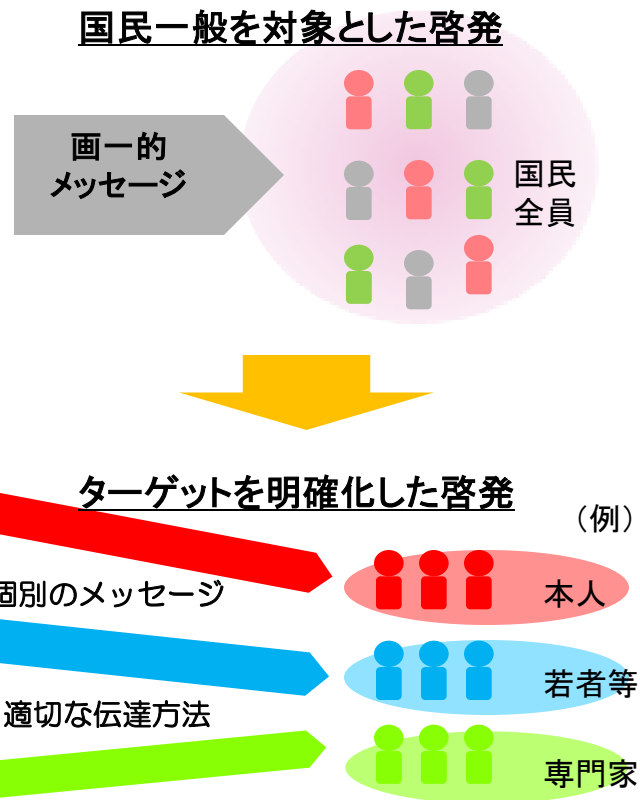 国民一般を対象とした啓発
画一的
メッセージ
国民
全員
ターゲットを明確化した啓発
（例）
本人
個別のメッセージ
若者等
適切な伝達方法
専門家